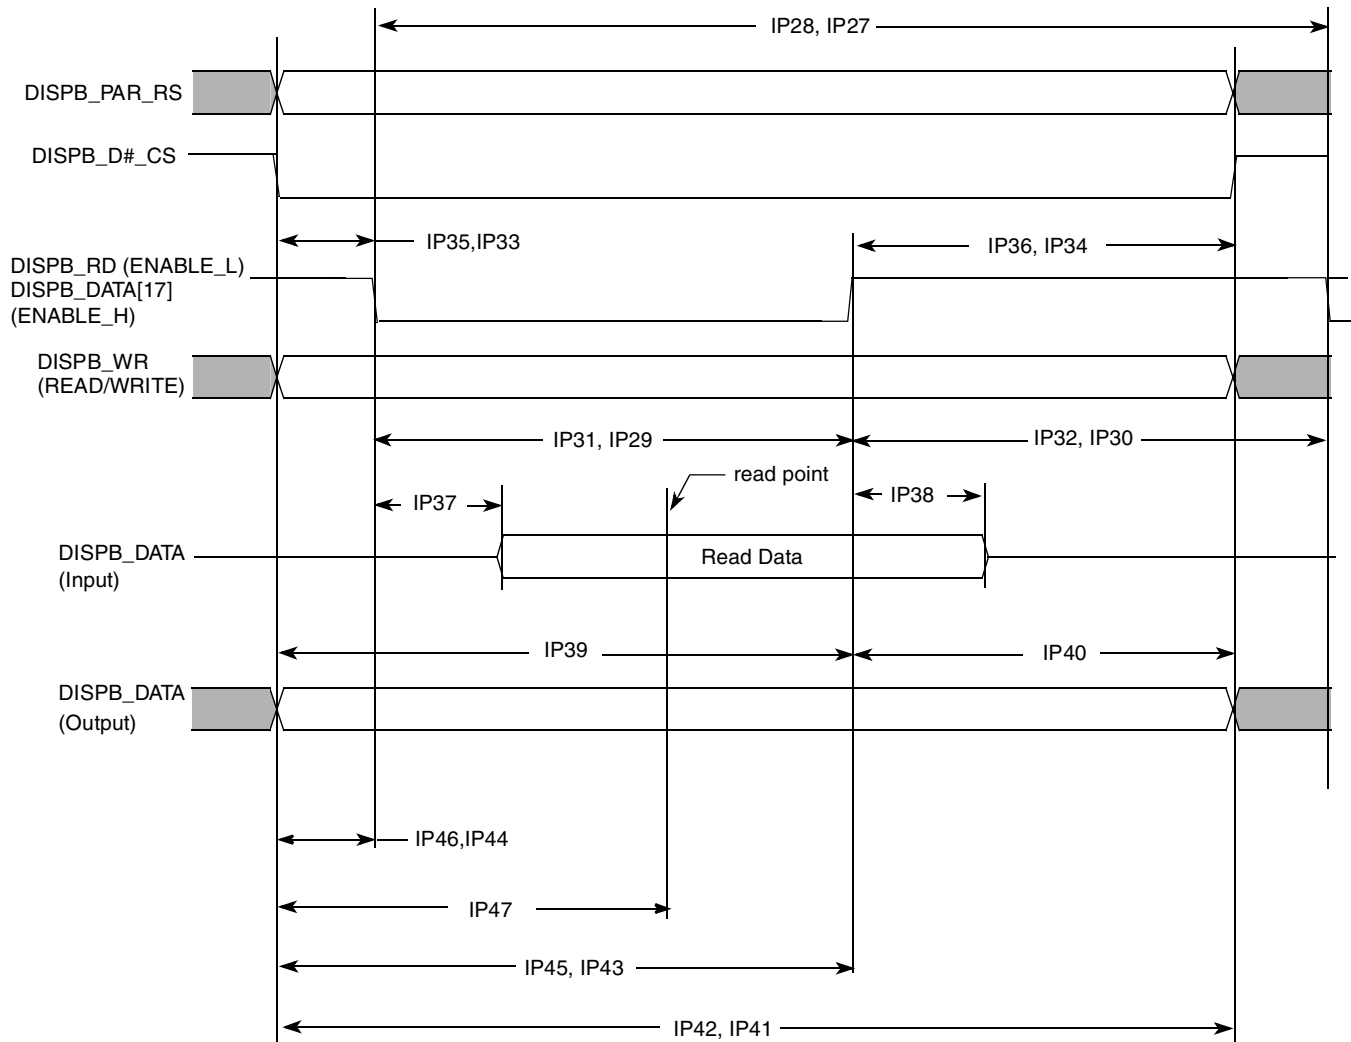 IP28, IP27
DISPB_PAR_RS
DISPB_D#_CS
IP35,IP33
IP36, IP34
DISPB_RD (ENABLE_L)
DISPB_DATA[17]
(ENABLE_H)
DISPB_WR
(READ/WRITE)
IP31, IP29
IP32, IP30
read point
IP37
IP38
DISPB_DATA
(Input)
Read Data
IP39
IP40
DISPB_DATA
(Output)
IP46,IP44
IP47
IP45, IP43
IP42, IP41